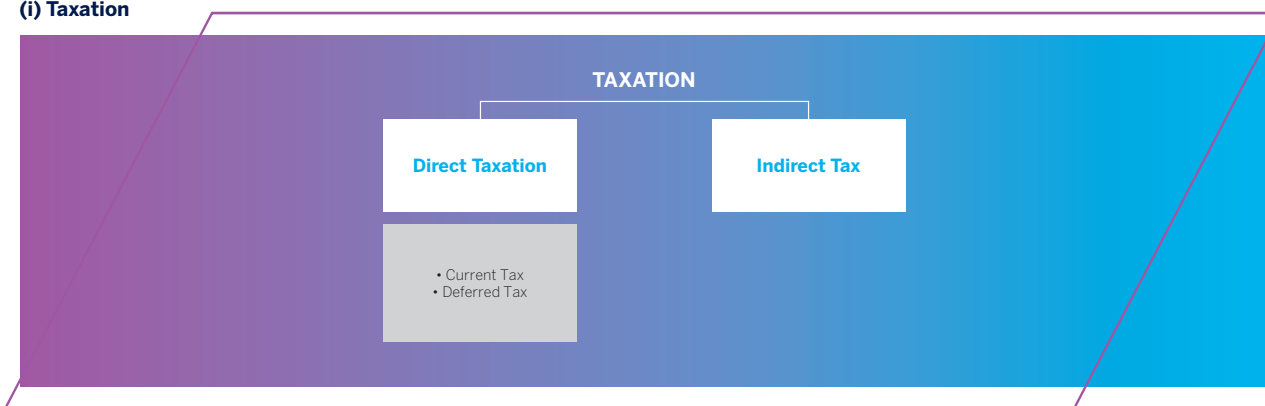 (i) Taxation
TAXATION
Direct Taxation
Indirect Tax
• Current Tax
• Deferred Tax